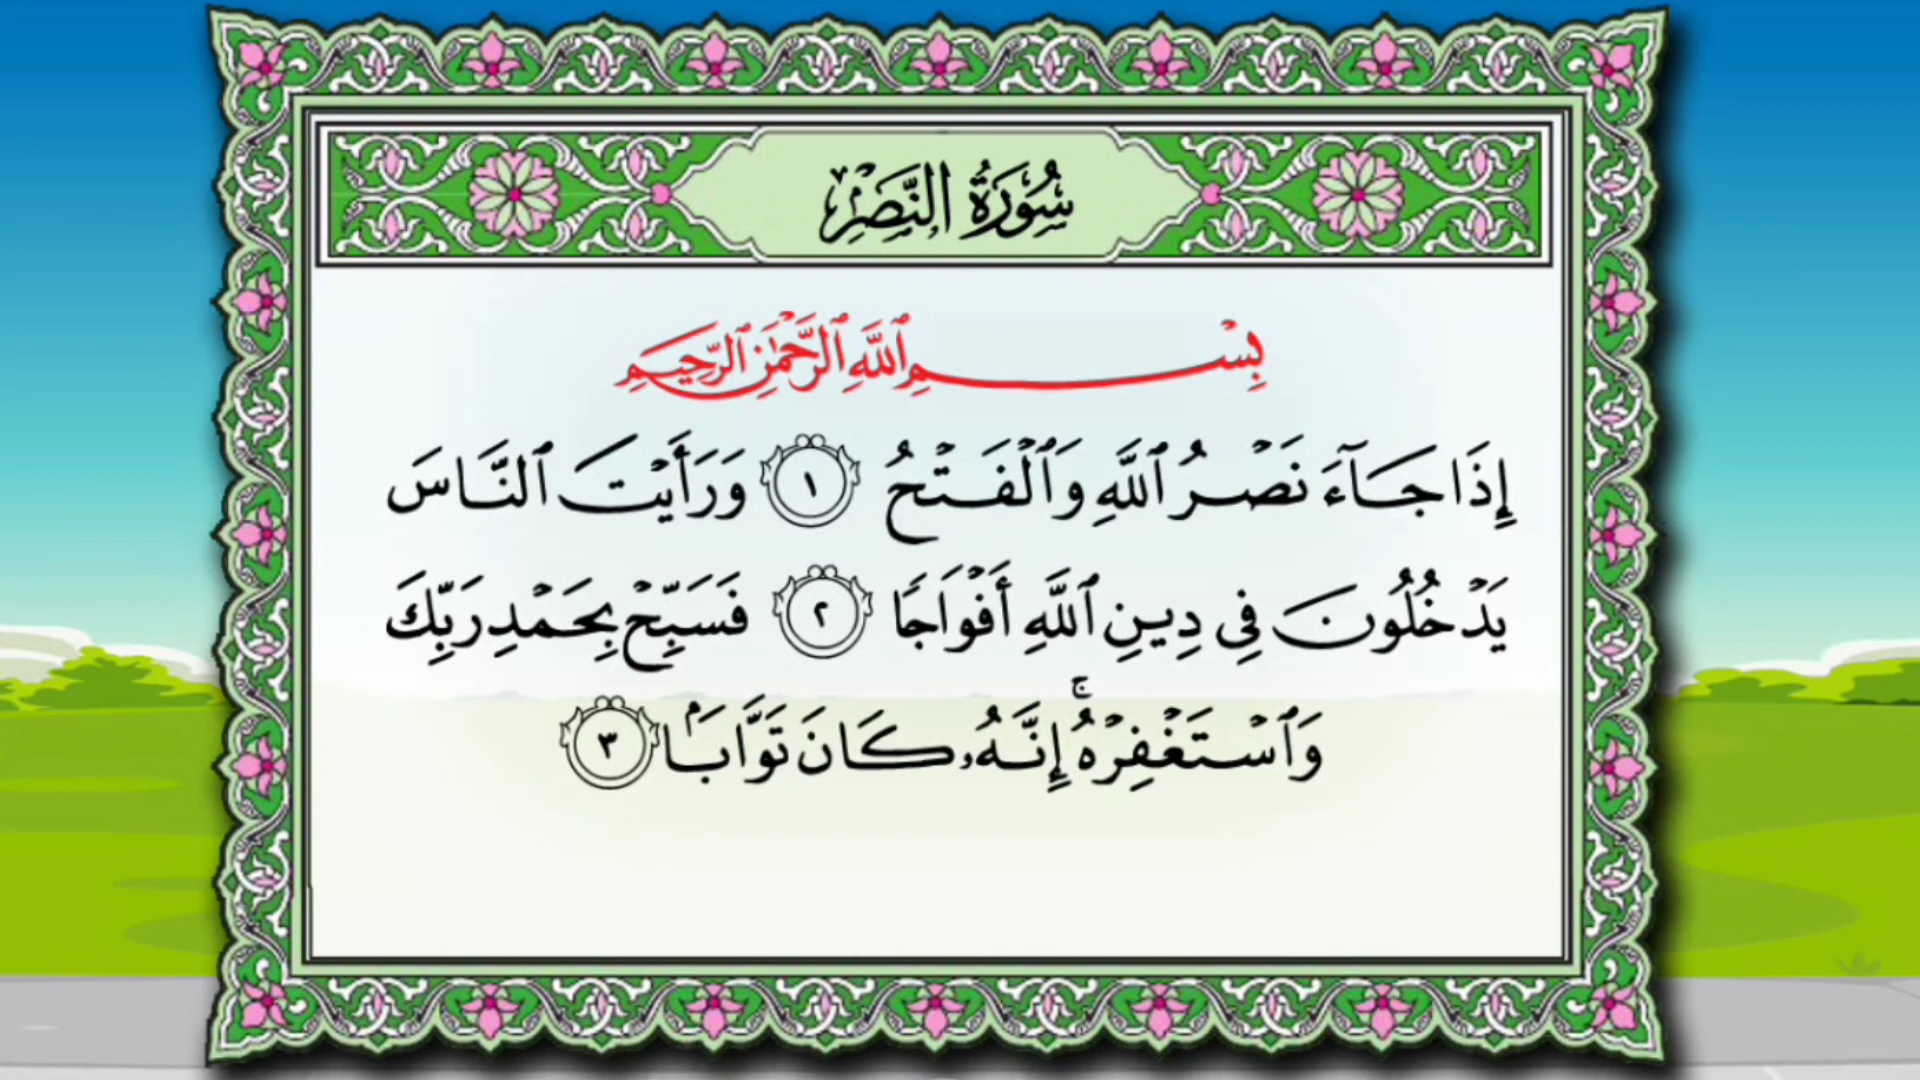 سُورَةُ النَّصْرِ
بِسْمِ ٱللَّهِ ٱلرَّحْمَٰنِ ٱلرَّحِيمِ
إِذَا جَآءَ نَصْرُ ٱللَّهِ وَٱلْفَتْحُ ١ وَرَأَيْتَ ٱلنَّاسَ
يَدْخُلُونَ فِى دِينِ ٱللَّهِ أَفْوَاجًا ٢ فَسَبِّحْ بِحَمْدِ رَبِّكَ
وَٱسْتَغْفِرْهُ ۚ إِنَّهُۥ كَانَ تَوَّابَۢا ٣